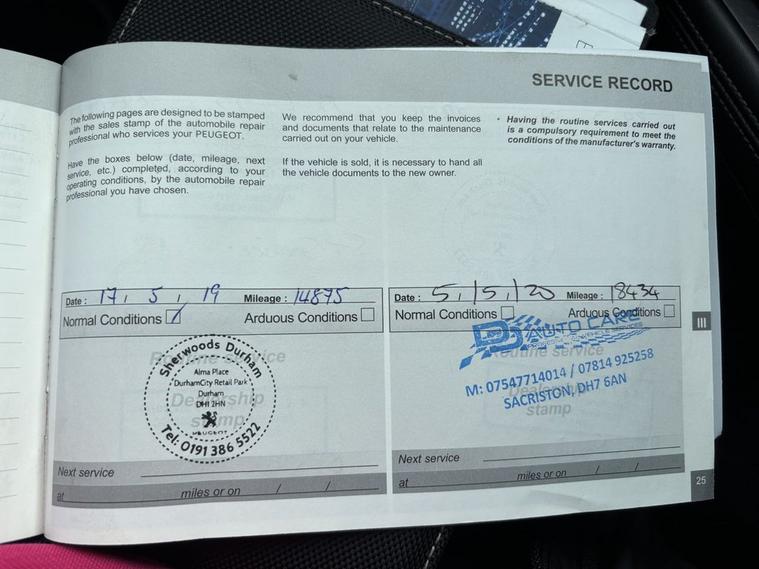 SERVICE RECORD
The following pages are designed to be stamped
with the sales stamp of the automobile repair
professional who services your PEUGEOT.
Have the boxes below (date, mileage, next
service, etc.) completed, according to your
operating conditions, by the automobile repair
professional you have chosen.
We recommend that you keep the invoices
and documents that relate to the maintenance
carried out on your vehicle.
If the vehicle is sold, it is necessary to hand all
the vehicle documents to the new owner.
• Having the routine services carried out
is a compulsory requirement to meet the
conditions of the manufacturer's warranty.
Date : 17, 5, 19 Mileage : 14875
Normal Conditions Arduous Conditions
Routine service
Dealership
stamp
Sherwoods Durham
Alma Place
DurhamCity Retail Park
Durham
DH1 2HN
PEUGEOT
Tel: 0191 386 5522
Next service
at miles or on / /
Date : 5, / 5, / 20 Mileage : 18434
Normal Conditions Arduous Conditions
AUTO CARE
Routine service
Dealership
stamp
M: 07547714014 / 07814 925258
SACRISTON, DH7 6AN
Next service
at miles or on / /
III
25